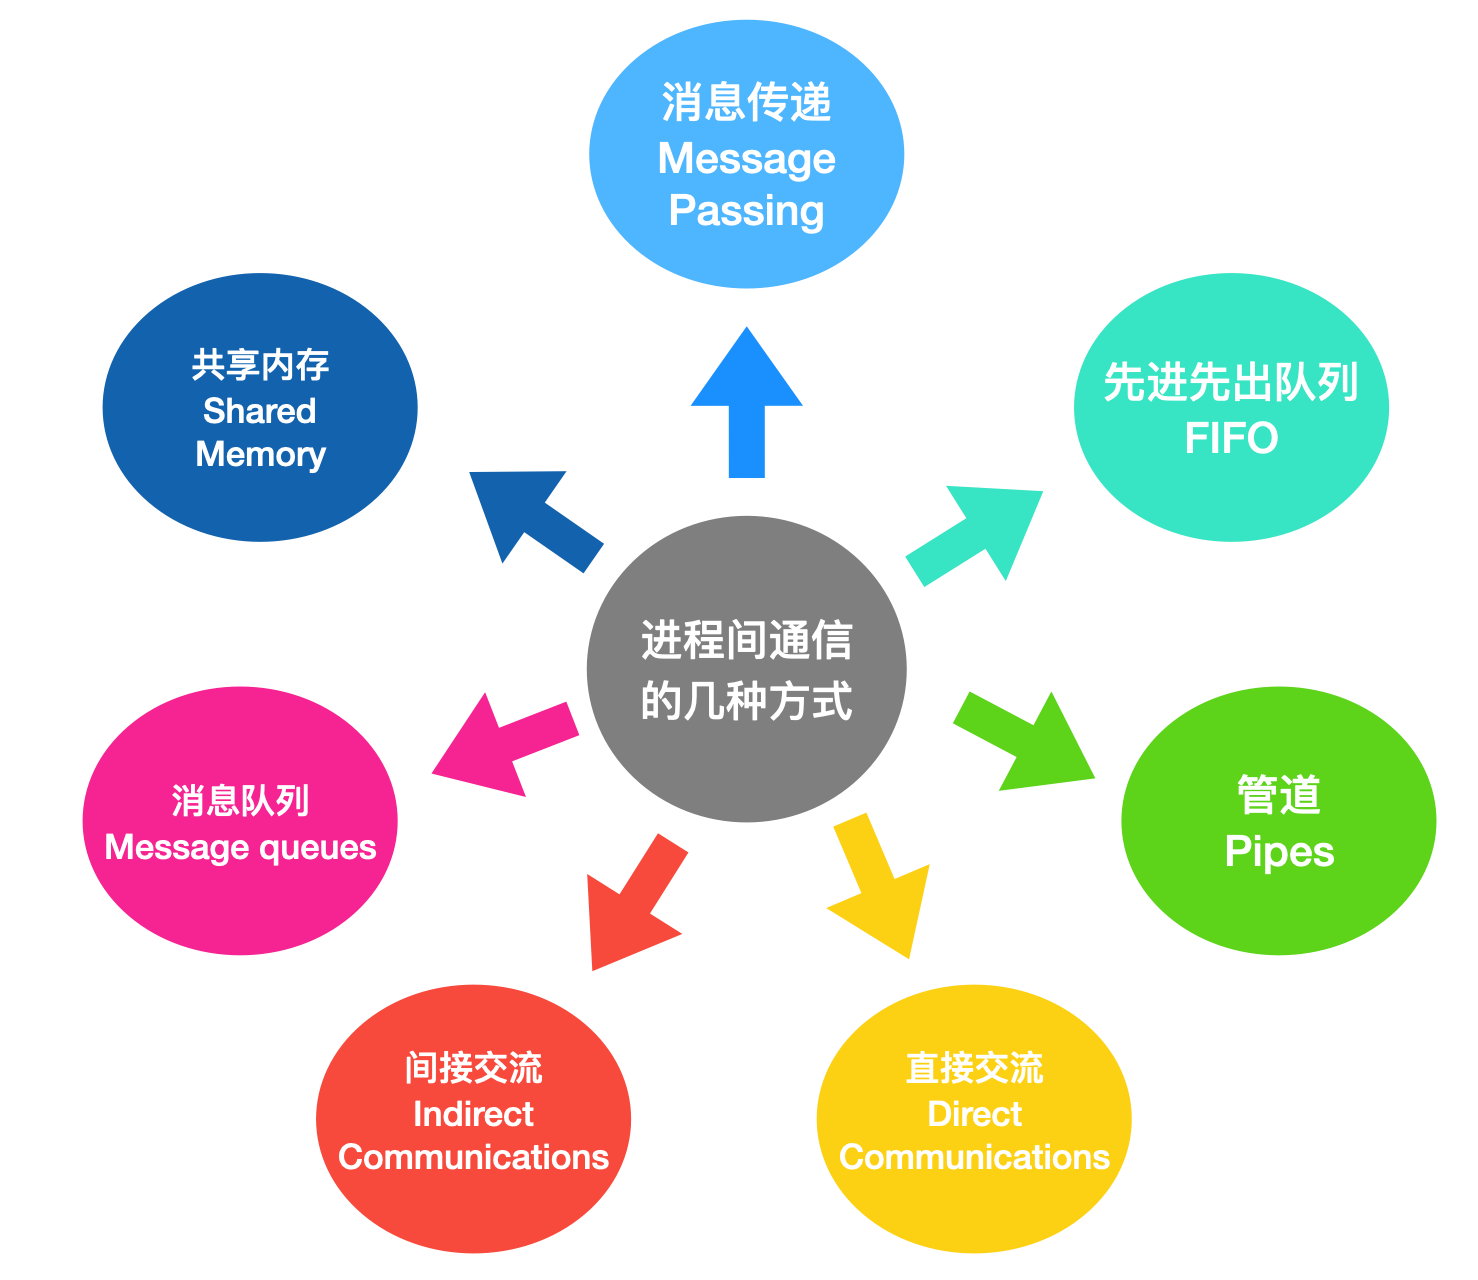 消息传递
Message
Passing
共享内存
Shared
Memory
先进先出队列
FIFO
进程间通信
的几种方式
消息队列
Message queues
管道
Pipes
间接交流
Indirect
Communications
直接交流
Direct
Communications